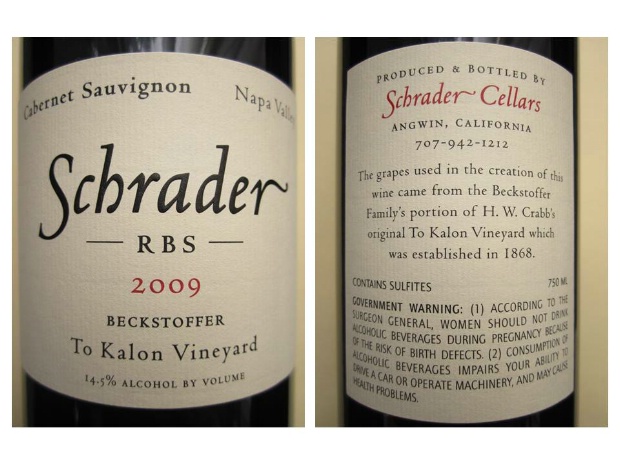 Cabernet Sauvignon Napa Valley
Schrader
RBS
2009
BECKSTOFFER
To Kalon Vineyard
14.5% ALCOHOL BY VOLUME
PRODUCED & BOTTLED BY
Schrader Cellars
ANGWIN, CALIFORNIA
707-942-1212
The grapes used in the creation of this
wine came from the Beckstoffer
Family's portion of H. W. Crabb's
original To Kalon Vineyard which
was established in 1868.
CONTAINS SULFITES 750 ML
GOVERNMENT WARNING: (1) ACCORDING TO THE
SURGEON GENERAL, WOMEN SHOULD NOT DRINK
ALCOHOLIC BEVERAGES DURING PREGNANCY BECAUSE
OF THE RISK OF BIRTH DEFECTS. (2) CONSUMPTION OF
ALCOHOLIC BEVERAGES IMPAIRS YOUR ABILITY TO
DRIVE A CAR OR OPERATE MACHINERY, AND MAY CAUSE
HEALTH PROBLEMS.